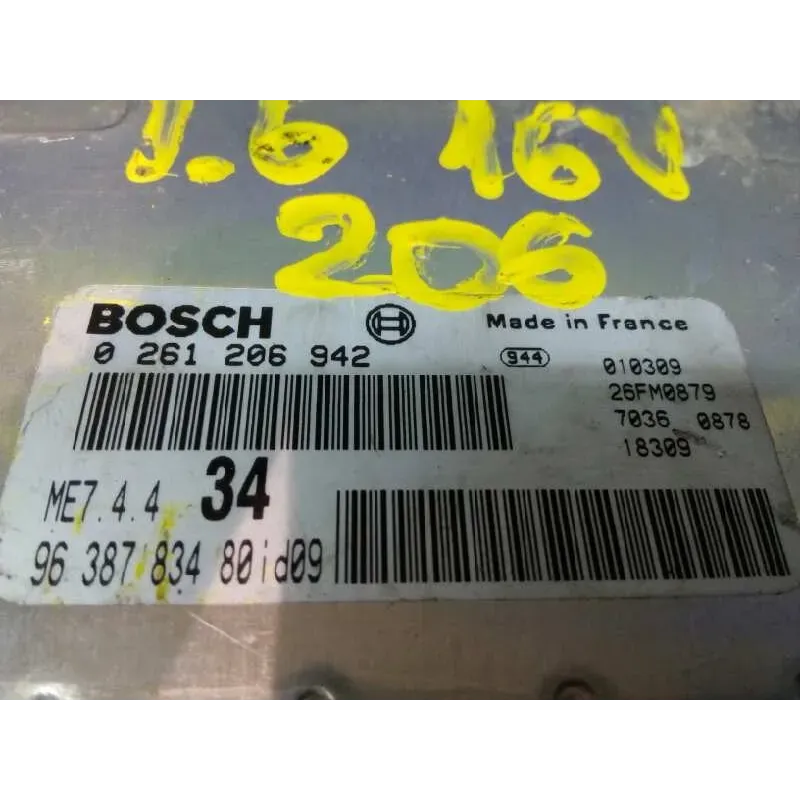 1.6 16V
206
BOSCH
Made in France
0 261 206 942
944
010309
26FM0879
7036 0878
18309
ME7.4.4 34
96 387 834 80id09